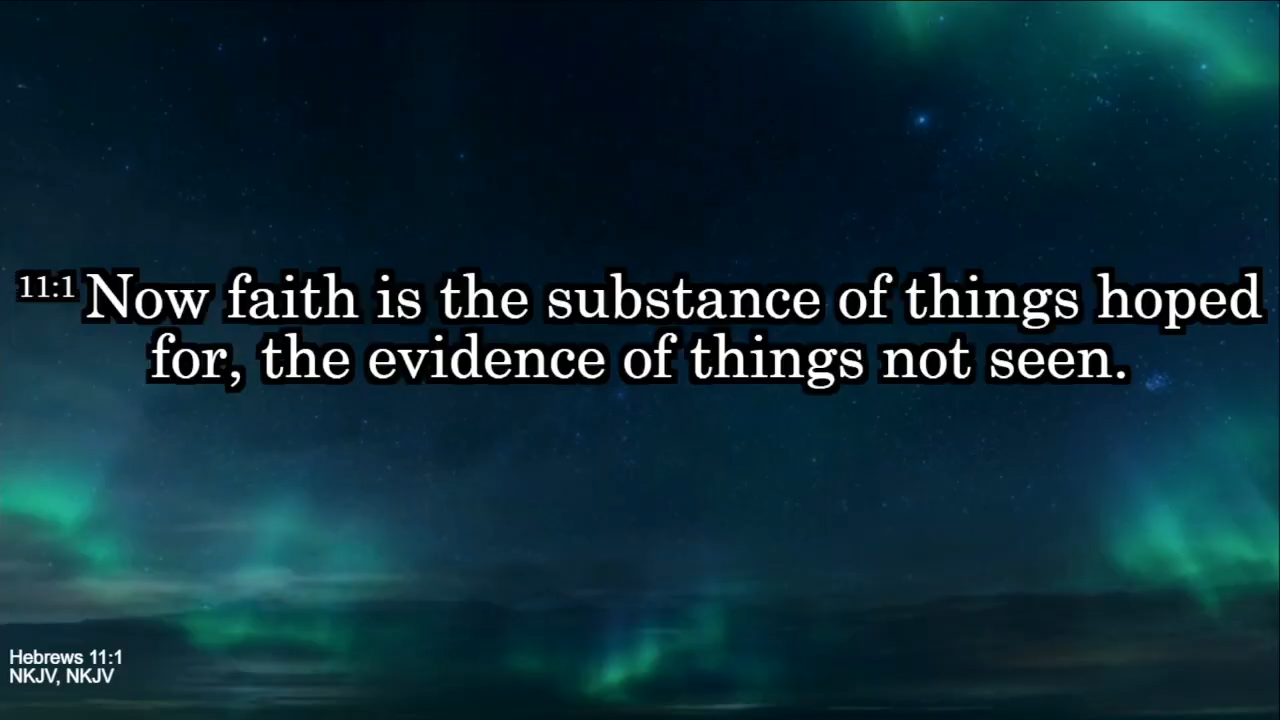 11:1 Now faith is the substance of things hoped
for, the evidence of things not seen.
Hebrews 11:1
NKJV, NKJV